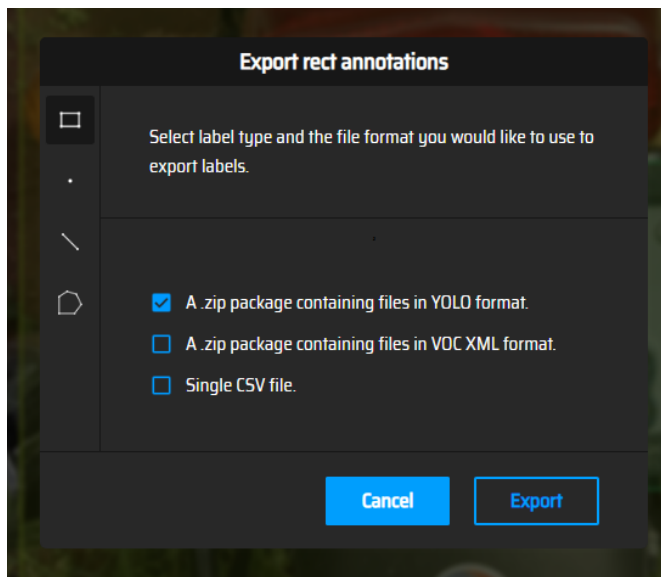 Export rect annotations
Select label type and the file format you would like to use to
export labels.
A .zip package containing files in YOLO format.
A .zip package containing files in VOC XML format.
Single CSV file.
Cancel
Export